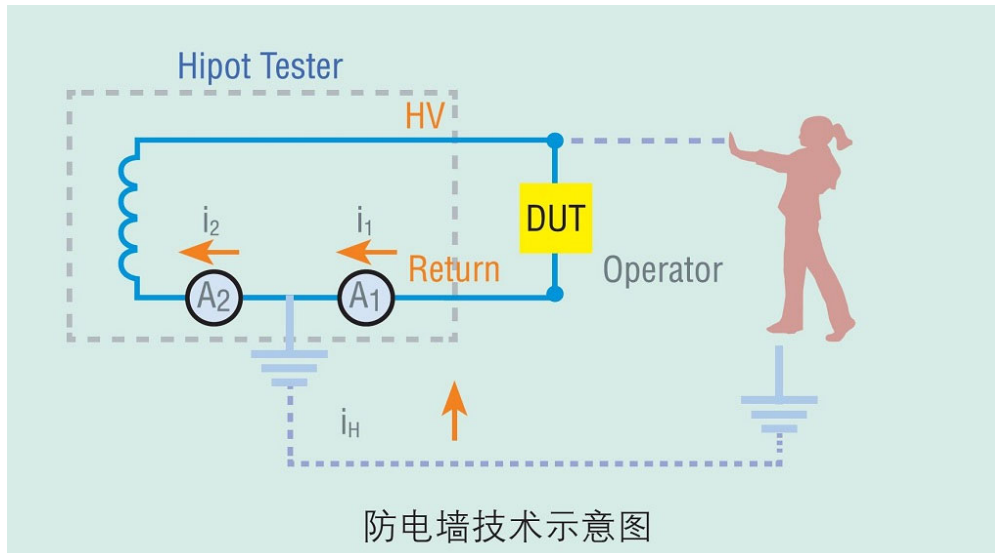 Hipot Tester
HV
i2
i1
DUT
Return
Operator
A2
A1
iH
防电墙技术示意图